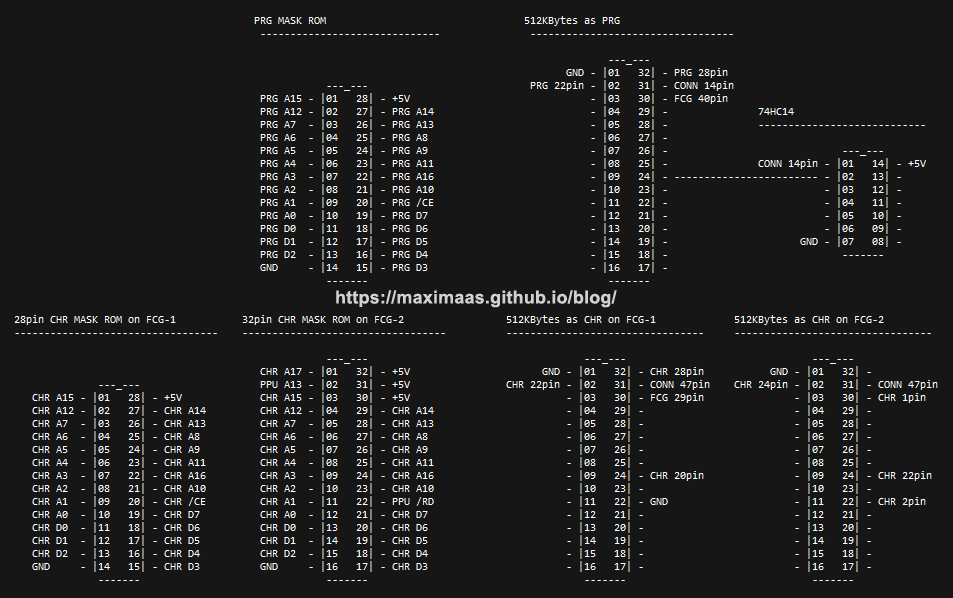 PRG MASK ROM
------------------------------
---_---
PRG A15 - |01   28| - +5V
PRG A12 - |02   27| - PRG A14
PRG A7  - |03   26| - PRG A13
PRG A6  - |04   25| - PRG A8
PRG A5  - |05   24| - PRG A9
PRG A4  - |06   23| - PRG A11
PRG A3  - |07   22| - PRG A16
PRG A2  - |08   21| - PRG A10
PRG A1  - |09   20| - PRG /CE
PRG A0  - |10   19| - PRG D7
PRG D0  - |11   18| - PRG D6
PRG D1  - |12   17| - PRG D5
PRG D2  - |13   16| - PRG D4
GND     - |14   15| - PRG D3
-------
512KBytes as PRG
----------------------------------
---_---
GND - |01   32| - PRG 28pin
PRG 22pin - |02   31| - CONN 14pin
- |03   30| - FCG 40pin
- |04   29| -
- |05   28| -
- |06   27| -
- |07   26| -
- |08   25| -
- |09   24| - ------------------------
- |10   23| -
- |11   22| -
- |12   21| -
- |13   20| -
- |14   19| -
- |15   18| -
- |16   17| -
-------
74HC14
----------------------------
---_---
CONN 14pin - |01   14| - +5V
- |02   13| -
- |03   12| -
- |04   11| -
- |05   10| -
- |06   09| -
GND - |07   08| -
-------
https://maximaas.github.io/blog/
28pin CHR MASK ROM on FCG-1
----------------------------------
---_---
CHR A15 - |01   28| - +5V
CHR A12 - |02   27| - CHR A14
CHR A7  - |03   26| - CHR A13
CHR A6  - |04   25| - CHR A8
CHR A5  - |05   24| - CHR A9
CHR A4  - |06   23| - CHR A11
CHR A3  - |07   22| - CHR A16
CHR A2  - |08   21| - CHR A10
CHR A1  - |09   20| - CHR /CE
CHR A0  - |10   19| - CHR D7
CHR D0  - |11   18| - CHR D6
CHR D1  - |12   17| - CHR D5
CHR D2  - |13   16| - CHR D4
GND     - |14   15| - CHR D3
-------
32pin CHR MASK ROM on FCG-2
----------------------------------
---_---
CHR A17 - |01   32| - +5V
PPU A13 - |02   31| - +5V
CHR A15 - |03   30| - +5V
CHR A12 - |04   29| - CHR A14
CHR A7  - |05   28| - CHR A13
CHR A6  - |06   27| - CHR A8
CHR A5  - |07   26| - CHR A9
CHR A4  - |08   25| - CHR A11
CHR A3  - |09   24| - CHR A16
CHR A2  - |10   23| - CHR A10
CHR A1  - |11   22| - PPU /RD
CHR A0  - |12   21| - CHR D7
CHR D0  - |13   20| - CHR D6
CHR D1  - |14   19| - CHR D5
CHR D2  - |15   18| - CHR D4
GND     - |16   17| - CHR D3
-------
512KBytes as CHR on FCG-1
---------------------------------
---_---
GND - |01   32| - CHR 28pin
CHR 22pin - |02   31| - CONN 47pin
- |03   30| - FCG 29pin
- |04   29| -
- |05   28| -
- |06   27| -
- |07   26| -
- |08   25| -
- |09   24| - CHR 20pin
- |10   23| -
- |11   22| - GND
- |12   21| -
- |13   20| -
- |14   19| -
- |15   18| -
- |16   17| -
-------
512KBytes as CHR on FCG-2
---------------------------------
---_---
GND - |01   32| -
CHR 24pin - |02   31| - CONN 47pin
- |03   30| - CHR 1pin
- |04   29| -
- |05   28| -
- |06   27| -
- |07   26| -
- |08   25| -
- |09   24| - CHR 22pin
- |10   23| -
- |11   22| - CHR 2pin
- |12   21| -
- |13   20| -
- |14   19| -
- |15   18| -
- |16   17| -
-------